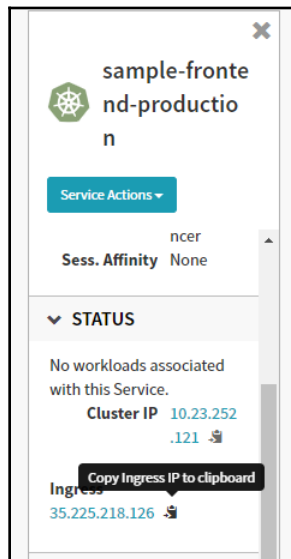 sample-fronte
nd-productio
n
Service Actions
ncer
Sess. Affinity None
STATUS
No workloads associated
with this Service.
Cluster IP 10.23.252
.121
Copy Ingress IP to clipboard
Ingress
35.225.218.126